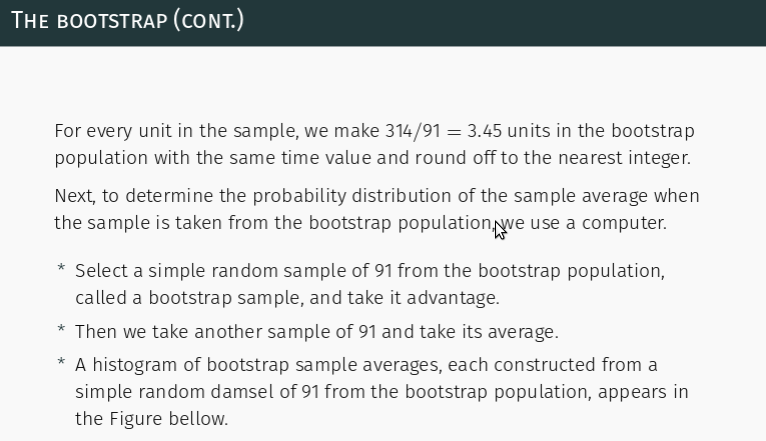 The bootstrap (cont.)
For every unit in the sample, we make 314/91 = 3.45 units in the bootstrap
population with the same time value and round off to the nearest integer.
Next, to determine the probability distribution of the sample average when
the sample is taken from the bootstrap population, we use a computer.
* Select a simple random sample of 91 from the bootstrap population,
called a bootstrap sample, and take it advantage.
* Then we take another sample of 91 and take its average.
* A histogram of bootstrap sample averages, each constructed from a
simple random damsel of 91 from the bootstrap population, appears in
the Figure bellow.